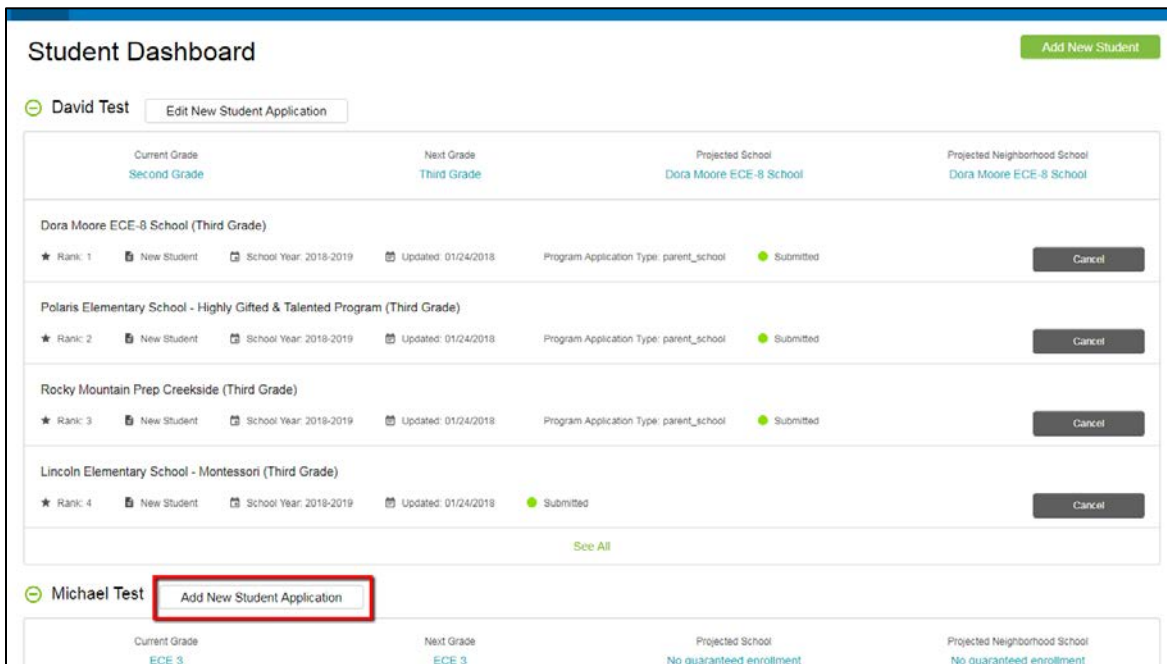 Student Dashboard
Add New Student
David Test
Edit New Student Application
Current Grade
Next Grade
Projected School
Projected Neighborhood School
Second Grade
Third Grade
Dora Moore ECE-8 School
Dora Moore ECE-8 School
Dora Moore ECE-8 School (Third Grade)
Rank: 1 New Student School Year: 2018-2019 Updated: 01/24/2018 Program Application Type: parent_school Submitted Cancel
Polaris Elementary School - Highly Gifted & Talented Program (Third Grade)
Rank: 2 New Student School Year: 2018-2019 Updated: 01/24/2018 Program Application Type: parent_school Submitted Cancel
Rocky Mountain Prep Creekside (Third Grade)
Rank: 3 New Student School Year: 2018-2019 Updated: 01/24/2018 Program Application Type: parent_school Submitted Cancel
Lincoln Elementary School - Montessori (Third Grade)
Rank: 4 New Student School Year: 2018-2019 Updated: 01/24/2018 Submitted Cancel
See All
Michael Test
Add New Student Application
Current Grade
Next Grade
Projected School
Projected Neighborhood School
ECE 3
ECE 3
No guaranteed enrollment
No guaranteed enrollment